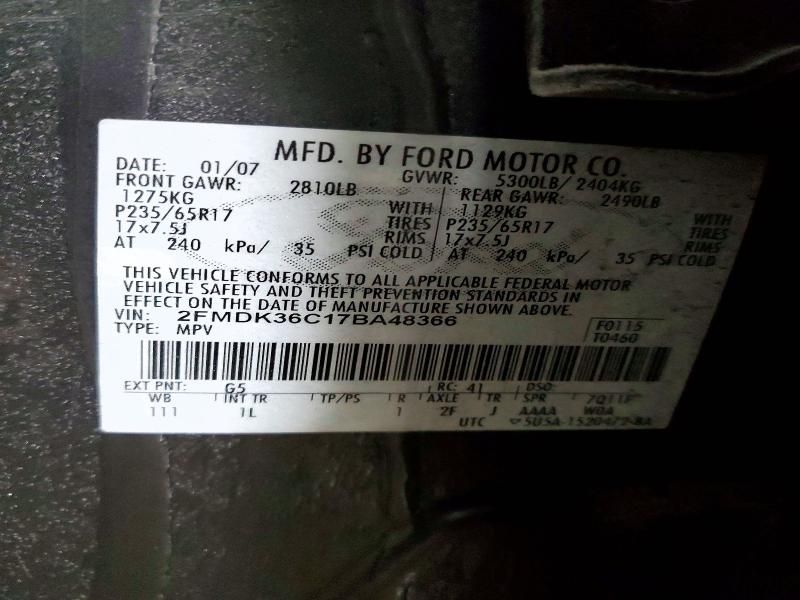 MFD. BY FORD MOTOR CO.
DATE: 01/07 GVWR: 5300LB/ 2404KG
FRONT GAWR: 2810LB REAR GAWR: 2490LB
1275KG WITH 1129KG WITH
P235/65R17 TIRES P235/65R17 TIRES
17x7.5J RIMS 17x7.5J RIMS
AT 240 kPa/ 35 PSI COLD AT 240 kPa/ 35 PSI COLD
THIS VEHICLE CONFORMS TO ALL APPLICABLE FEDERAL MOTOR
VEHICLE SAFETY AND THEFT PREVENTION STANDARDS IN
EFFECT ON THE DATE OF MANUFACTURE SHOWN ABOVE.
VIN: 2FMDK36C17BA48366 F0115
TYPE: MPV T0460
EXT PNT: G5 RC: 41 DSO:
WB INT TR TP/PS R AXLE TR SPR
111 1L 1 2F J AAAA W0A
UTC 5U5A-1520472-BA